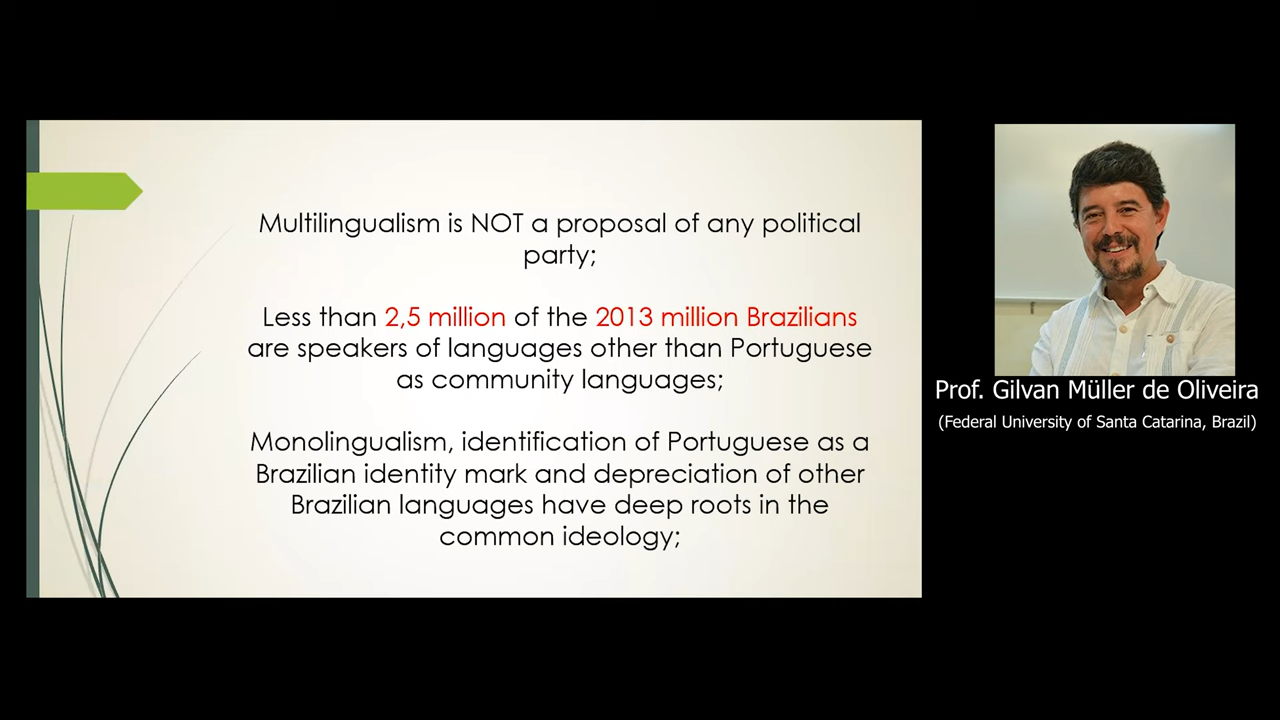 Multilingualism is NOT a proposal of any political
party;
Less than 2,5 million of the 2013 million Brazilians
are speakers of languages other than Portuguese
as community languages;
Monolingualism, identification of Portuguese as a
Brazilian identity mark and depreciation of other
Brazilian languages have deep roots in the
common ideology;
Prof. Gilvan Müller de Oliveira
(Federal University of Santa Catarina, Brazil)